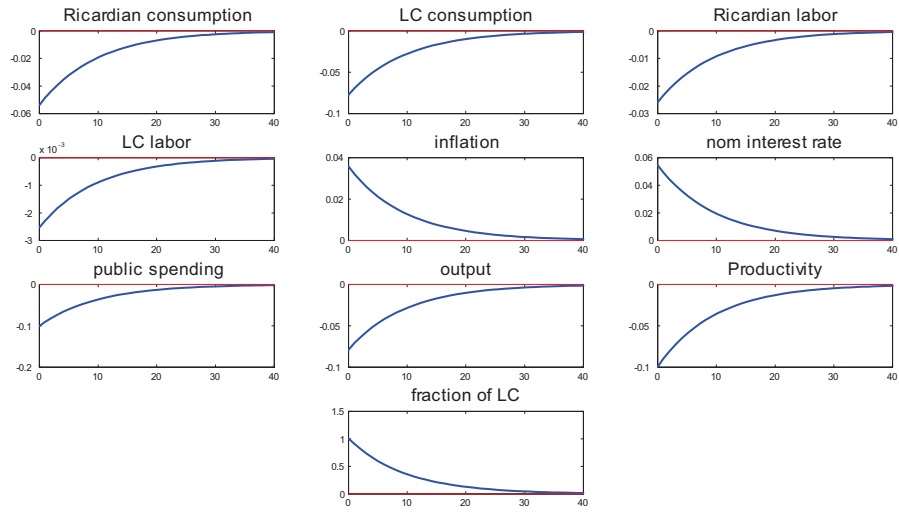 Ricardian consumption
0
-0.02
-0.04
-0.06
0 10 20 30 40
LC consumption
0
-0.05
-0.1
0 10 20 30 40
Ricardian labor
0
-0.01
-0.02
-0.03
0 10 20 30 40
LC labor
x 10^-3
0
-1
-2
-3
0 10 20 30 40
inflation
0.04
0.02
0
0 10 20 30 40
nom interest rate
0.06
0.04
0.02
0
0 10 20 30 40
public spending
0
-0.1
-0.2
0 10 20 30 40
output
0
-0.05
-0.1
0 10 20 30 40
Productivity
0
-0.05
-0.1
0 10 20 30 40
fraction of LC
1.5
1
0.5
0
0 10 20 30 40